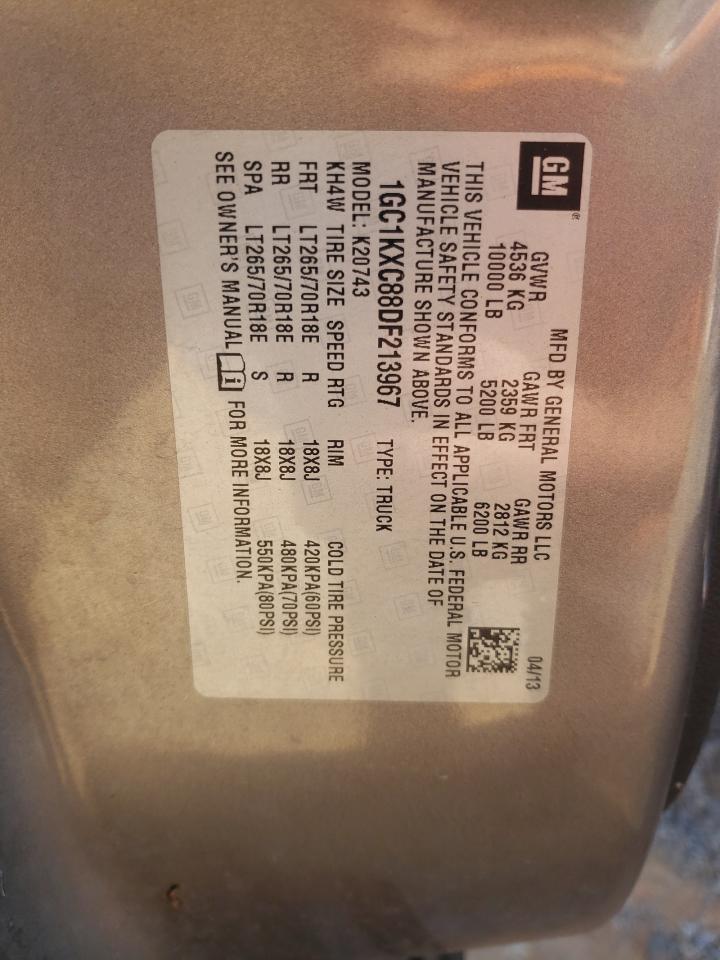 GM®
MFD BY GENERAL MOTORS LLC 04/13
GVWR GAWR FRT GAWR RR
4536 KG 2359 KG 2812 KG
10000 LB 5200 LB 6200 LB
THIS VEHICLE CONFORMS TO ALL APPLICABLE U.S. FEDERAL MOTOR
VEHICLE SAFETY STANDARDS IN EFFECT ON THE DATE OF
MANUFACTURE SHOWN ABOVE.
1GC1KXC88DF213967 TYPE: TRUCK
MODEL: K20743
KH4W TIRE SIZE SPEED RTG RIM COLD TIRE PRESSURE
FRT LT265/70R18E R 18X8J 420KPA(60PSI)
RR LT265/70R18E R 18X8J 480KPA(70PSI)
SPA LT265/70R18E S 18X8J 550KPA(80PSI)
SEE OWNER'S MANUAL i FOR MORE INFORMATION.